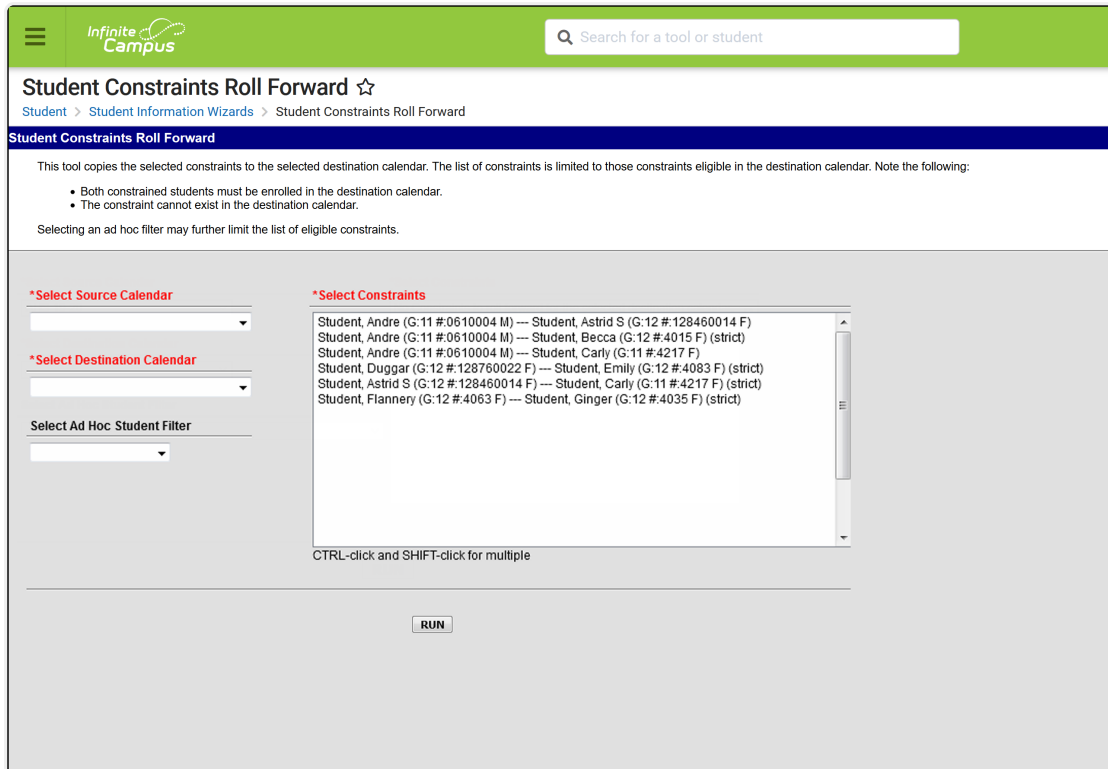 Infinite
Campus
Search for a tool or student
Student Constraints Roll Forward
Student > Student Information Wizards > Student Constraints Roll Forward
Student Constraints Roll Forward
This tool copies the selected constraints to the selected destination calendar. The list of constraints is limited to those constraints eligible in the destination calendar. Note the following:
• Both constrained students must be enrolled in the destination calendar.
• The constraint cannot exist in the destination calendar.
Selecting an ad hoc filter may further limit the list of eligible constraints.
*Select Source Calendar
*Select Destination Calendar
Select Ad Hoc Student Filter
*Select Constraints
Student, Andre (G:11 #:0610004 M) --- Student, Astrid S (G:12 #:128460014 F)
Student, Andre (G:11 #:0610004 M) --- Student, Becca (G:12 #:4015 F) (strict)
Student, Andre (G:11 #:0610004 M) --- Student, Carly (G:11 #:4217 F)
Student, Duggar (G:12 #:128760022 F) --- Student, Emily (G:12 #:4083 F) (strict)
Student, Astrid S (G:12 #:128460014 F) --- Student, Carly (G:11 #:4217 F) (strict)
Student, Flannery (G:12 #:4063 F) --- Student, Ginger (G:12 #:4035 F) (strict)
CTRL-click and SHIFT-click for multiple
RUN